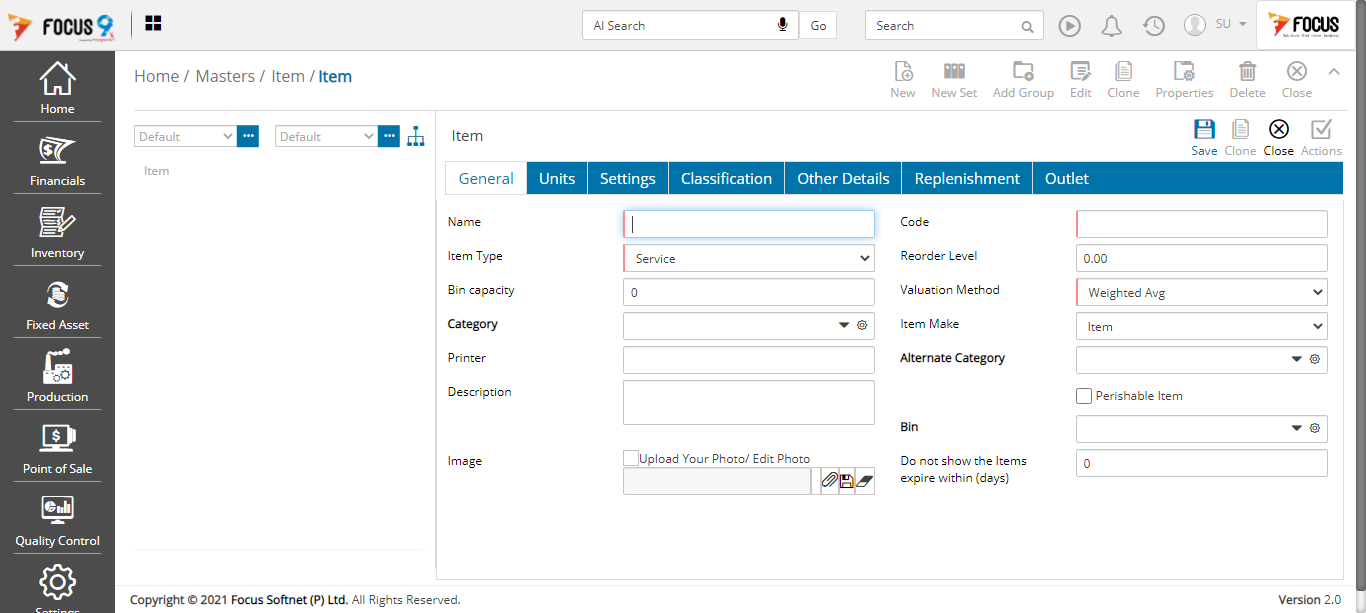 FOCUS 9
AI Search
Go
Search
SU
FOCUS
Home
Financials
Inventory
Fixed Asset
Production
Point of Sale
Quality Control
Settings
Home / Masters / Item / Item
New
New Set
Add Group
Edit
Clone
Properties
Delete
Close
Default
Default
Item
Item
Save
Clone
Close
Actions
General
Units
Settings
Classification
Other Details
Replenishment
Outlet
Name
Code
Item Type
Service
Reorder Level
0.00
Bin capacity
0
Valuation Method
Weighted Avg
Category
Item Make
Item
Printer
Alternate Category
Description
Perishable Item
Bin
Image
Upload Your Photo/ Edit Photo
Do not show the Items
expire within (days)
0
Copyright © 2021 Focus Softnet (P) Ltd. All Rights Reserved.
Version 2.0